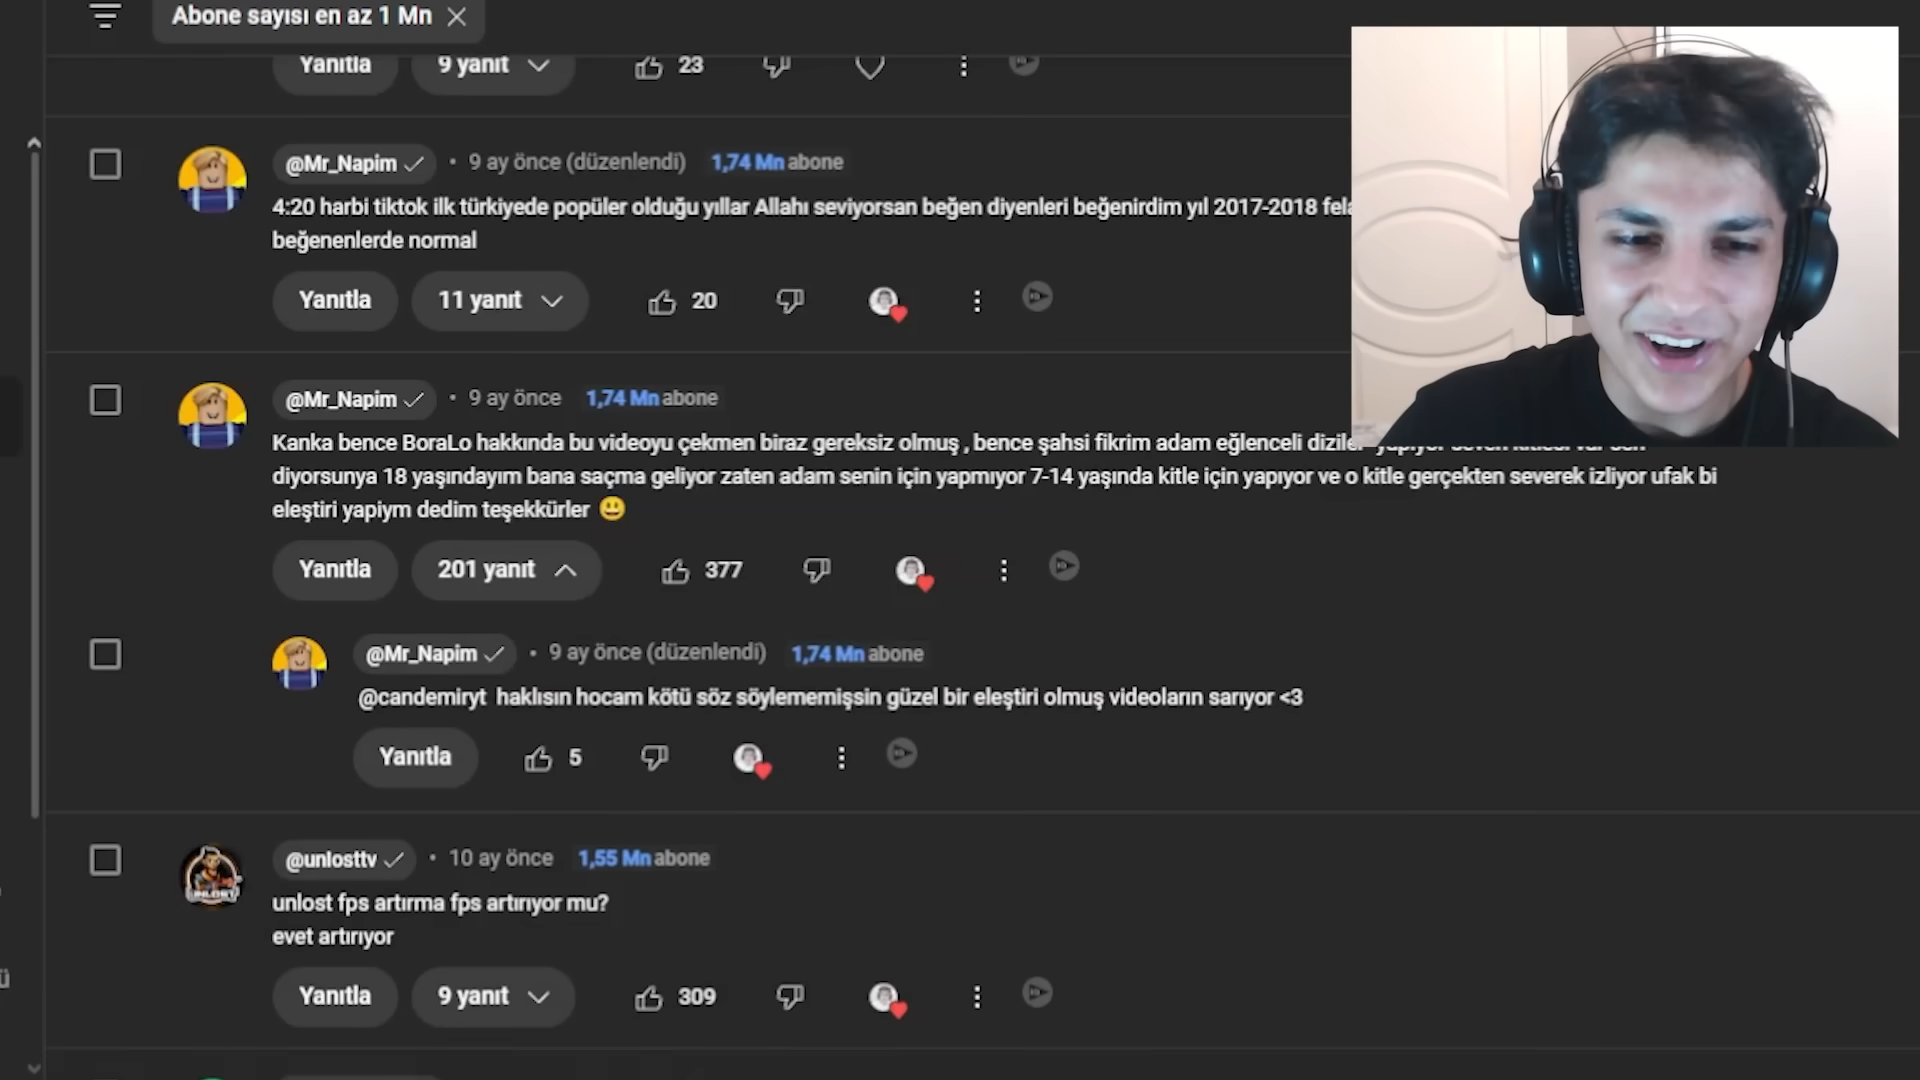 Abone sayısı en az 1 Mn
Yanıtla 9 yanıt 23
@Mr_Napim • 9 ay önce (düzenlendi) 1,74 Mn abone
4:20 harbi tiktok ilk türkiyede popüler olduğu yıllar Allahı seviyorsan beğen diyenleri beğenirdim yıl 2017-2018
beğenenlerde normal
Yanıtla 11 yanıt 20
@Mr_Napim • 9 ay önce 1,74 Mn abone
Kanka bence BoraLo hakkında bu videoyu çekmen biraz gereksiz olmuş , bence şahsi fikrim adam eğlenceli
diyorsunya 18 yaşındayım bana saçma geliyor zaten adam senin için yapmıyor 7-14 yaşında kitle için yapıyor ve o kitle gerçekten severek izliyor ufak bi
eleştiri yapiym dedim teşekkürler 😃
Yanıtla 201 yanıt 377
@Mr_Napim • 9 ay önce (düzenlendi) 1,74 Mn abone
@candemiryt haklısın hocam kötü söz söylememişsin güzel bir eleştiri olmuş videoların sarıyor <3
Yanıtla 5
@unlosttv • 10 ay önce 1,55 Mn abone
unlost fps artırma fps artırıyor mu?
evet artırıyor
Yanıtla 9 yanıt 309